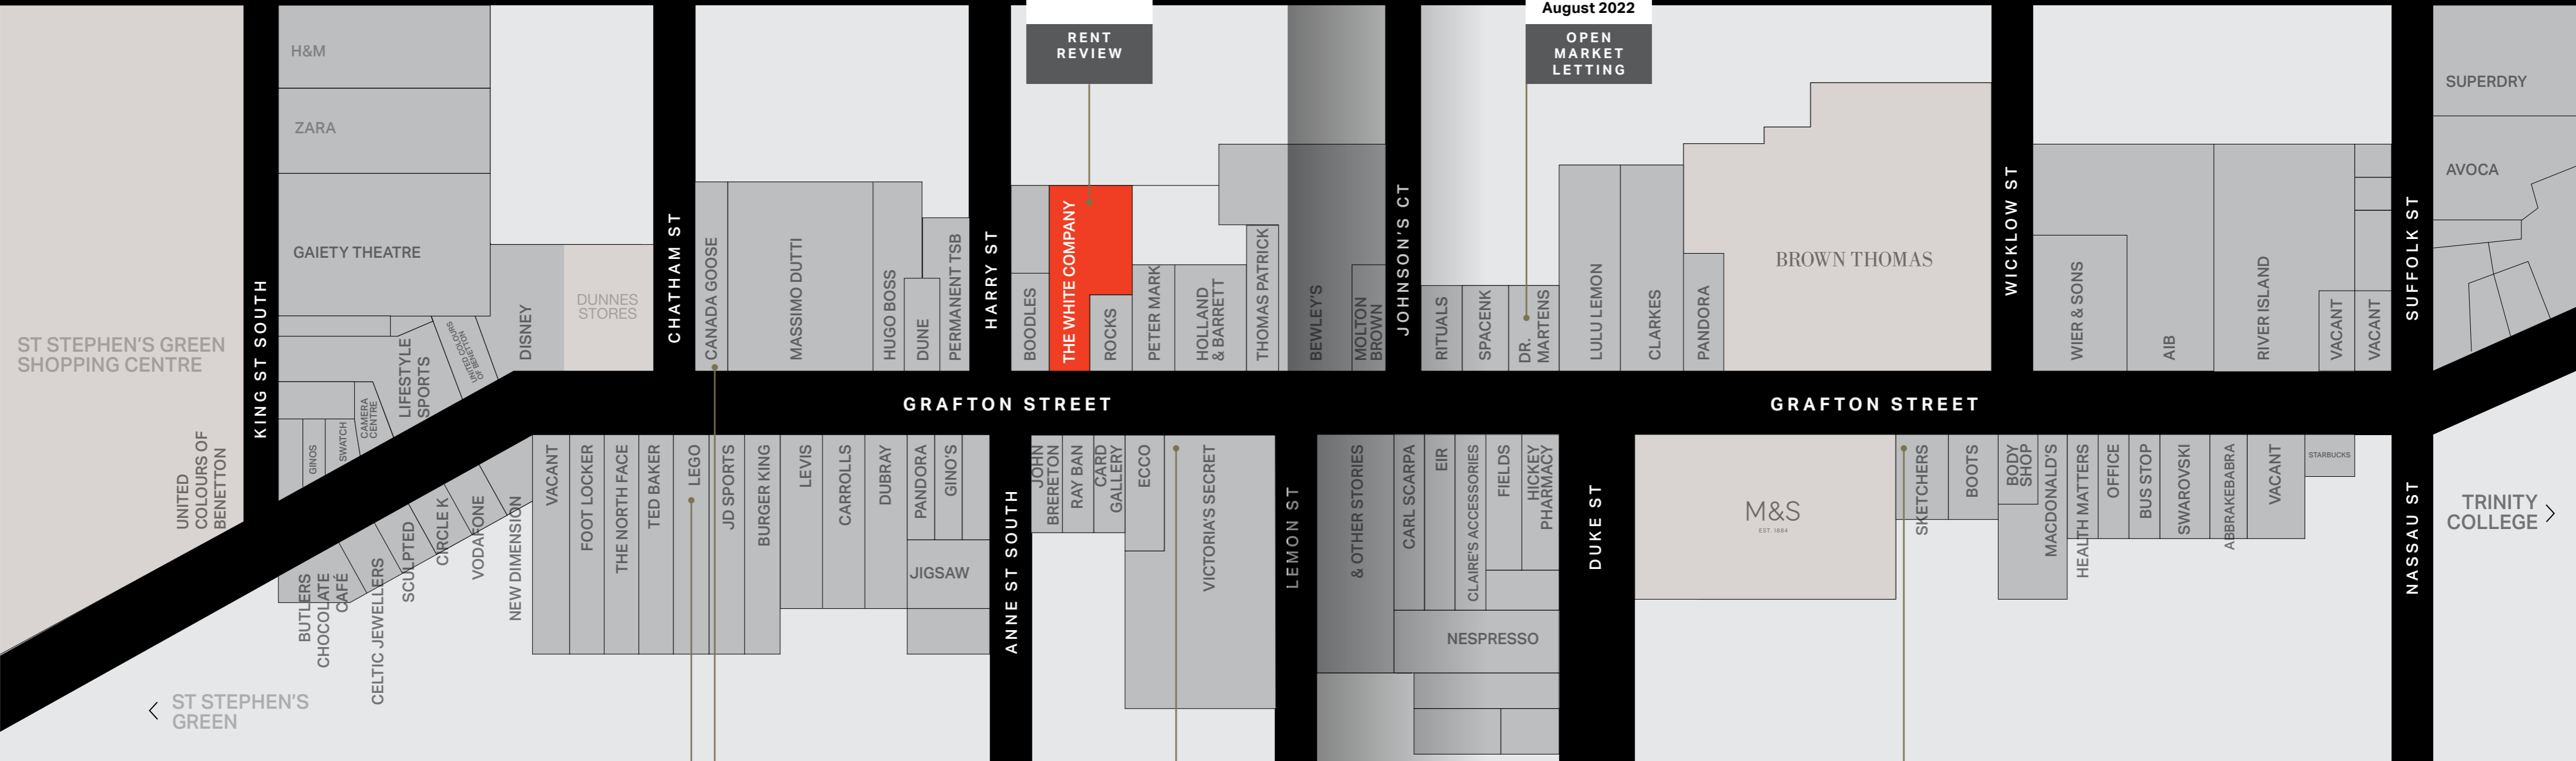 August 2022
RENT
REVIEW
OPEN
MARKET
LETTING
H&M
ZARA
GAIETY THEATRE
DISNEY
DUNNES
STORES
ST STEPHEN'S GREEN
SHOPPING CENTRE
UNITED
COLOURS OF
BENETTON
KING ST SOUTH
GINOS
SWATCH
CAMERA
CENTRE
LIFESTYLE
SPORTS
UNITED COLOURS
OF BENETTON
CHATHAM ST
CANADA GOOSE
MASSIMO DUTTI
HUGO BOSS
DUNE
PERMANENT TSB
HARRY ST
BOODLES
THE WHITE COMPANY
ROCKS
PETER MARK
HOLLAND
& BARRETT
THOMAS PATRICK
BEWLEY'S
MOLTON
BROWN
JOHNSON'S CT
RITUALS
SPACENK
DR.
MARTENS
LULU LEMON
CLARKES
PANDORA
BROWN THOMAS
WICKLOW ST
WIER & SONS
AIB
RIVER ISLAND
VACANT
VACANT
SUFFOLK ST
SUPERDRY
AVOCA
GRAFTON STREET
GRAFTON STREET
BUTLERS
CHOCOLATE
CAFÉ
CELTIC JEWELLERS
SCULPTED
CIRCLE K
VODAFONE
NEW DIMENSION
VACANT
FOOT LOCKER
THE NORTH FACE
TED BAKER
LEGO
JD SPORTS
BURGER KING
LEVIS
CARROLLS
DUBRAY
PANDORA
GINO'S
JIGSAW
ANNE ST SOUTH
JOHN
BRERETON
RAY BAN
CARD
GALLERY
ECCO
VICTORIA'S SECRET
LEMON ST
& OTHER STORIES
CARL SCARPA
EIR
CLAIRE'S ACCESSORIES
FIELDS
HICKEY
PHARMACY
NESPRESSO
DUKE ST
M&S
EST. 1884
SKETCHERS
BOOTS
BODY
SHOP
MACDONALD'S
HEALTH MATTERS
OFFICE
BUS STOP
SWAROVSKI
ABBRAKEBABRA
VACANT
STARBUCKS
NASSAU ST
TRINITY
COLLEGE
ST STEPHEN'S
GREEN